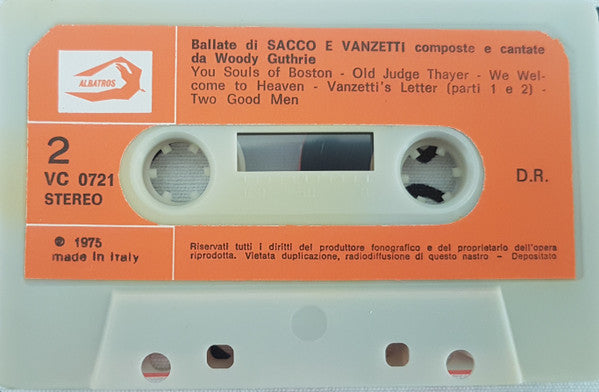 Ballate di SACCO E VANZETTI composte e cantate
da Woody Guthrie
You Souls of Boston - Old Judge Thayer - We Wel-
come to Heaven - Vanzetti's Letter (parti 1 e 2) -
Two Good Men
ALBATROS
2
VC 0721
STEREO
D.R.
℗ 1975
made in Italy
Riservati tutti i diritti del produttore fonografico e del proprietario dell'opera
riprodotta. Vietata duplicazione, radiodiffusione di questo nastro - Depositato